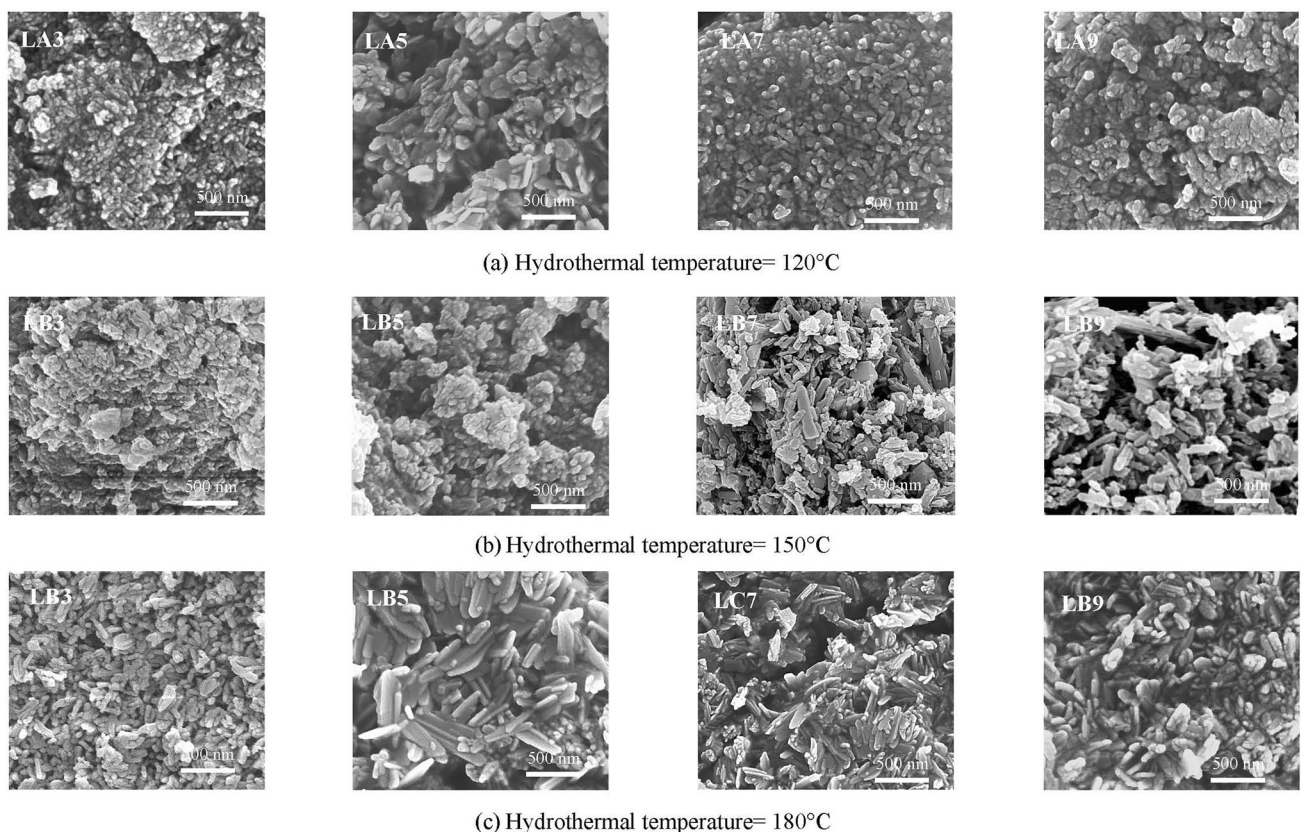 LA3 LA5 LA7 LA9
500 nm 500 nm 500 nm 500 nm
(a) Hydrothermal temperature= 120°C
LB3 LB5 LB7 LB9
500 nm 500 nm 500 nm 500 nm
(b) Hydrothermal temperature= 150°C
LB3 LB5 LC7 LB9
500 nm 500 nm 500 nm 500 nm
(c) Hydrothermal temperature= 180°C